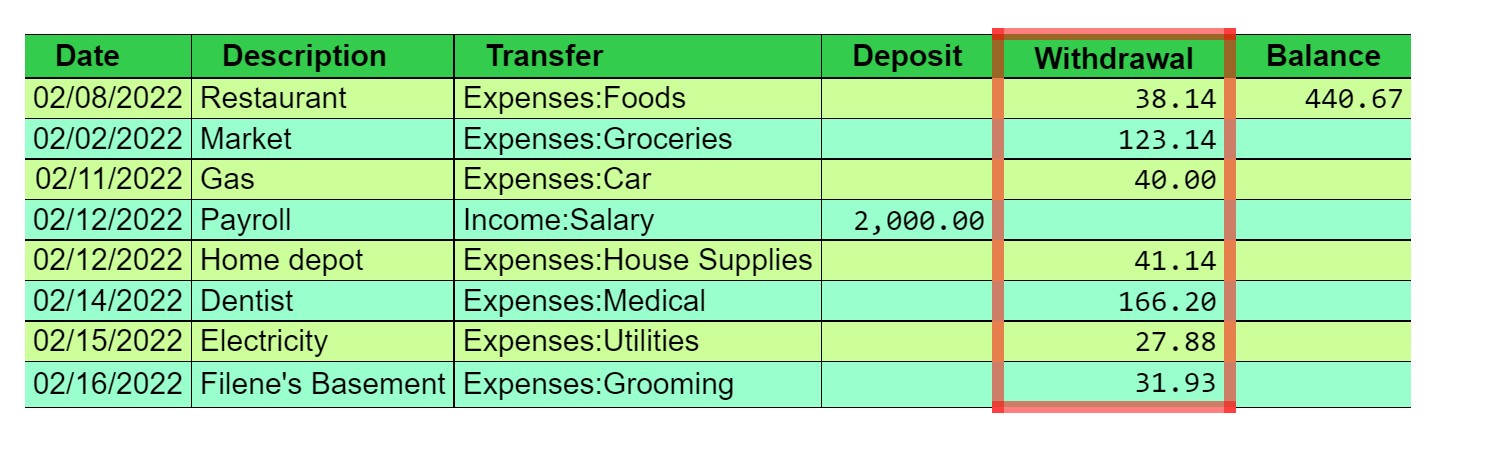 Date Description Transfer Deposit Withdrawal Balance
02/08/2022 Restaurant Expenses:Foods 38.14 440.67
02/02/2022 Market Expenses:Groceries 123.14
02/11/2022 Gas Expenses:Car 40.00
02/12/2022 Payroll Income:Salary 2,000.00
02/12/2022 Home depot Expenses:House Supplies 41.14
02/14/2022 Dentist Expenses:Medical 166.20
02/15/2022 Electricity Expenses:Utilities 27.88
02/16/2022 Filene's Basement Expenses:Grooming 31.93